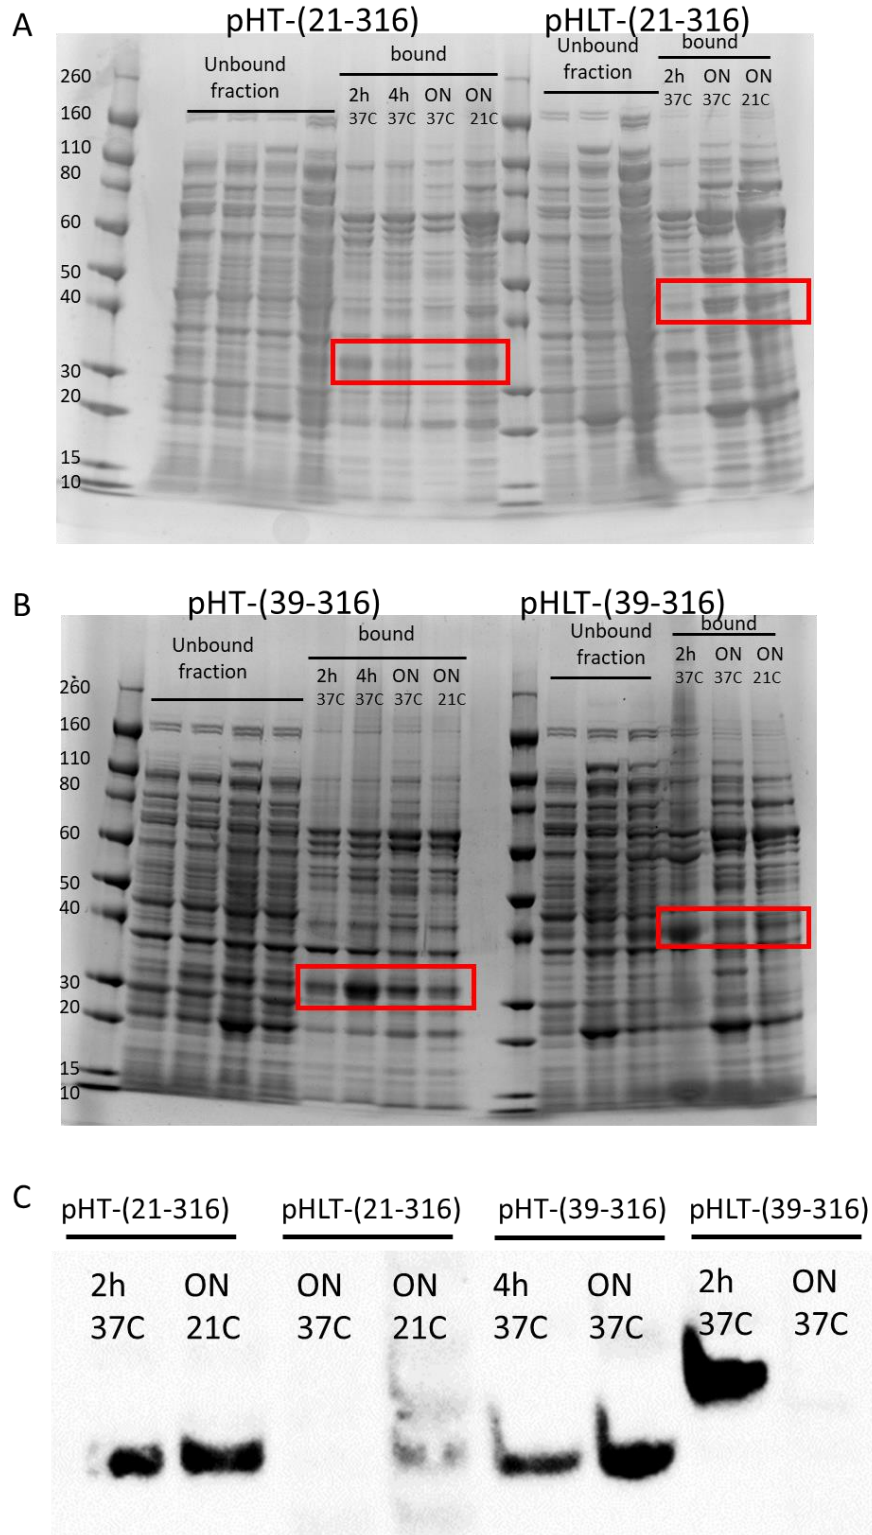 A
pHT-(21-316)
pHLT-(21-316)
Unbound
fraction
bound
Unbound
fraction
bound
2h 4h ON ON
37C 37C 37C 21C
2h ON ON
37C 37C 21C
260
160
110
80
60
50
40
30
20
15
10
B
pHT-(39-316)
pHLT-(39-316)
Unbound
fraction
bound
Unbound
fraction
bound
2h 4h ON ON
37C 37C 37C 21C
2h ON ON
37C 37C 21C
260
160
110
80
60
50
40
30
20
15
10
C
pHT-(21-316) pHLT-(21-316) pHT-(39-316) pHLT-(39-316)
2h ON ON ON 4h ON 2h ON
37C 21C 37C 21C 37C 37C 37C 37C